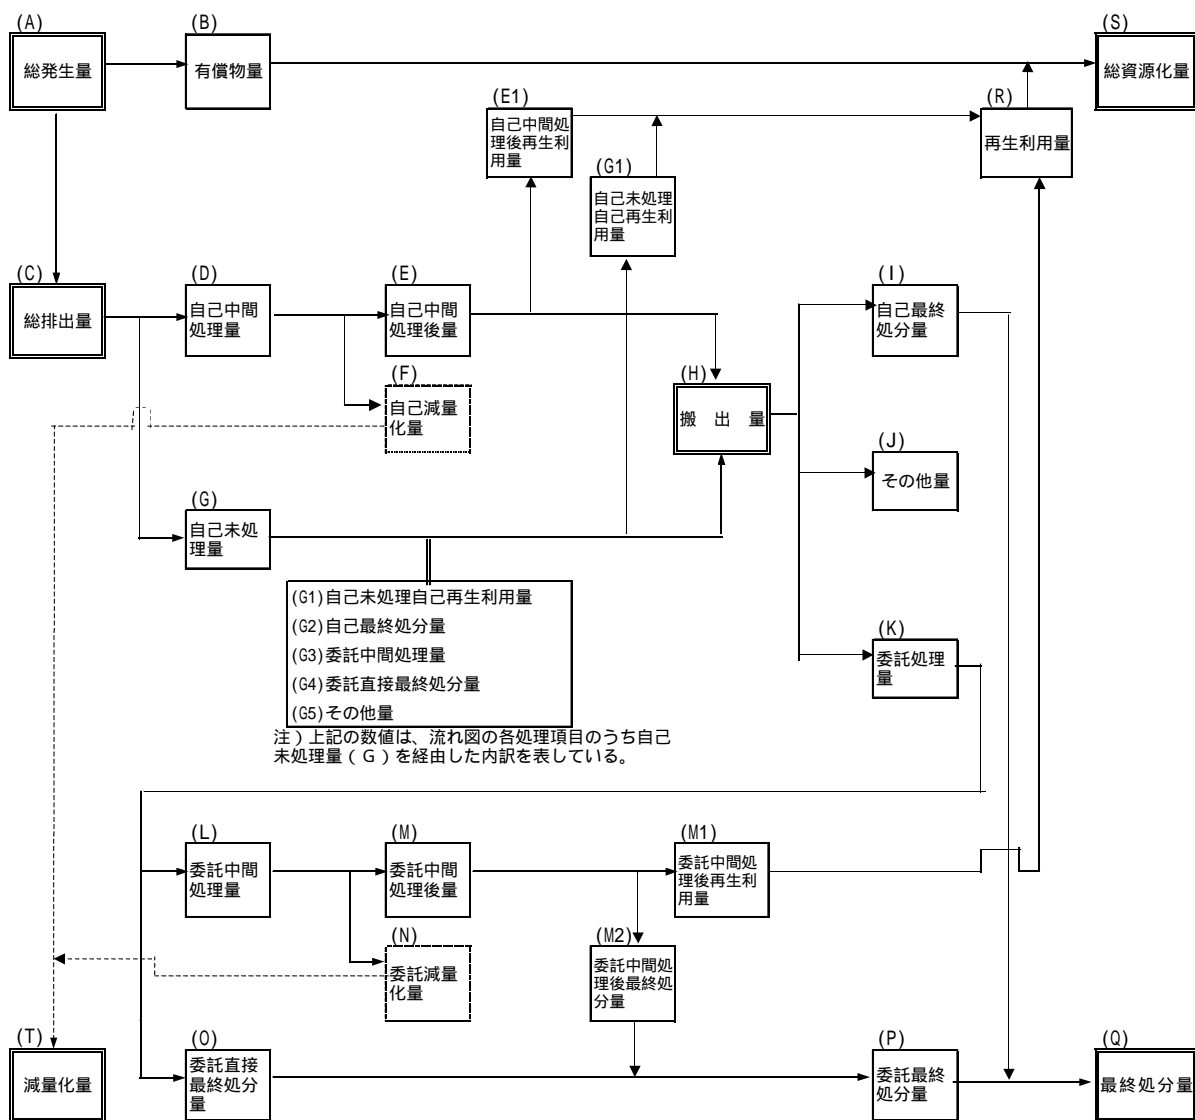 (A)
総発生量
(B)
有償物量
(S)
総資源化量
(E1)
自己中間処
理後再生利
用量
(R)
再生利用量
(G1)
自己未処理
自己再生利
用量
(C)
総排出量
(D)
自己中間
処理量
(E)
自己中間
処理後量
(I)
自己最終
処分量
(F)
自己減量
化量
(H)
搬 出 量
(J)
その他量
(G)
自己未処
理量
(G1)自己未処理自己再生利用量
(G2)自己最終処分量
(G3)委託中間処理量
(G4)委託直接最終処分量
(G5)その他量
注）上記の数値は、流れ図の各処理項目のうち自己
未処理量（G）を経由した内訳を表している。
(K)
委託処理
量
(L)
委託中間
処理量
(M)
委託中間
処理後量
(M1)
委託中間処
理後再生利
用量
(N)
委託減量
化量
(M2)
委託中間処
理後最終処
分量
(T)
減量化量
(O)
委託直接
最終処分
量
(P)
委託最終
処分量
(Q)
最終処分量